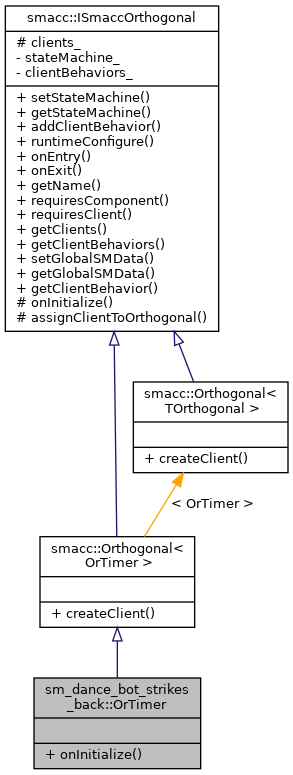 smacc::ISmaccOrthogonal
# clients_
- stateMachine_
- clientBehaviors_
+ setStateMachine()
+ getStateMachine()
+ addClientBehavior()
+ runtimeConfigure()
+ onEntry()
+ onExit()
+ getName()
+ requiresComponent()
+ requiresClient()
+ getClients()
+ getClientBehaviors()
+ setGlobalSMData()
+ getGlobalSMData()
+ getClientBehavior()
# onInitialize()
# assignClientToOrthogonal()
smacc::Orthogonal<
TOrthogonal >
+ createClient()
< OrTimer >
smacc::Orthogonal<
OrTimer >
+ createClient()
sm_dance_bot_strikes
_back::OrTimer
+ onInitialize()